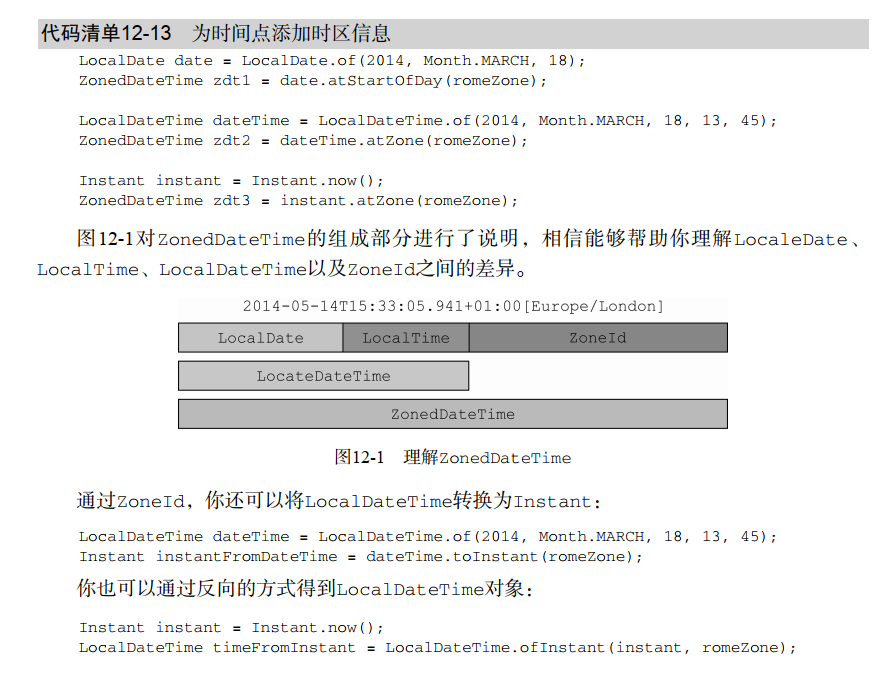 代码清单12-13 为时间点添加时区信息
LocalDate date = LocalDate.of(2014, Month.MARCH, 18);
ZonedDateTime zdt1 = date.atStartOfDay(romeZone);
LocalDateTime dateTime = LocalDateTime.of(2014, Month.MARCH, 18, 13, 45);
ZonedDateTime zdt2 = dateTime.atZone(romeZone);
Instant instant = Instant.now();
ZonedDateTime zdt3 = instant.atZone(romeZone);
图12-1对ZonedDateTime的组成部分进行了说明，相信能够帮助你理解LocaleDate、
LocalTime、LocalDateTime以及ZoneId之间的差异。
2014-05-14T15:33:05.941+01:00[Europe/London]
LocalDate LocalTime ZoneId
LocateDateTime
ZonedDateTime
图12-1 理解ZonedDateTime
通过ZoneId，你还可以将LocalDateTime转换为Instant：
LocalDateTime dateTime = LocalDateTime.of(2014, Month.MARCH, 18, 13, 45);
Instant instantFromDateTime = dateTime.toInstant(romeZone);
你也可以通过反向的方式得到LocalDateTime对象：
Instant instant = Instant.now();
LocalDateTime timeFromInstant = LocalDateTime.ofInstant(instant, romeZone);